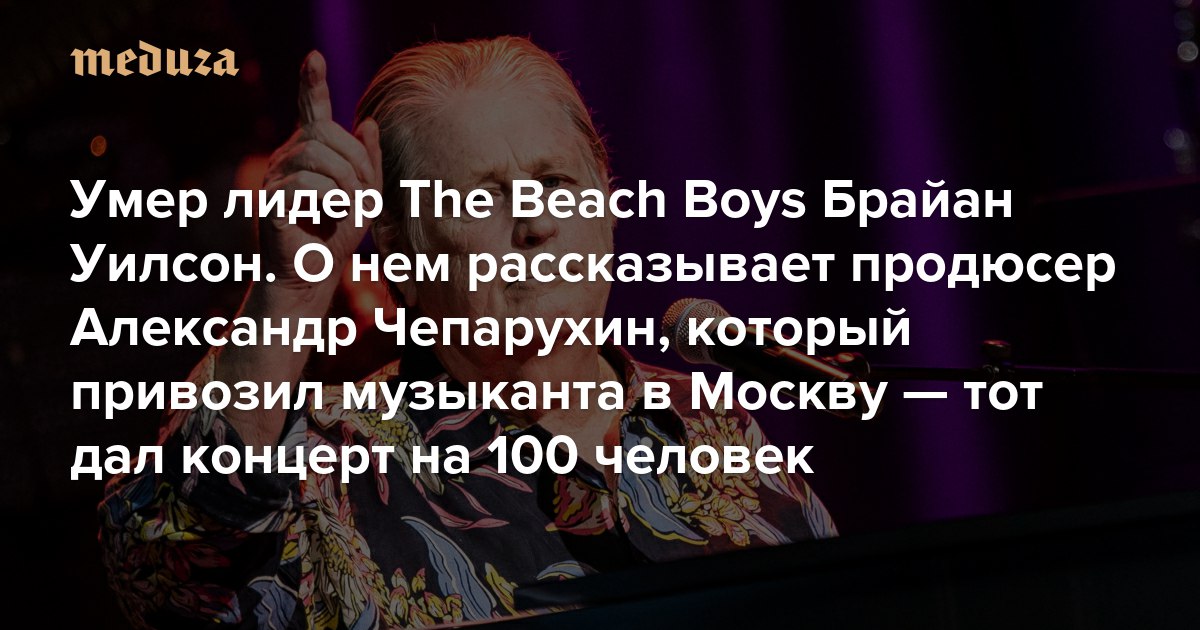 meduza
Умер лидер The Beach Boys Брайан
Уилсон. О нем рассказывает продюсер
Александр Чепарухин, который
привозил музыканта в Москву — тот
дал концерт на 100 человек